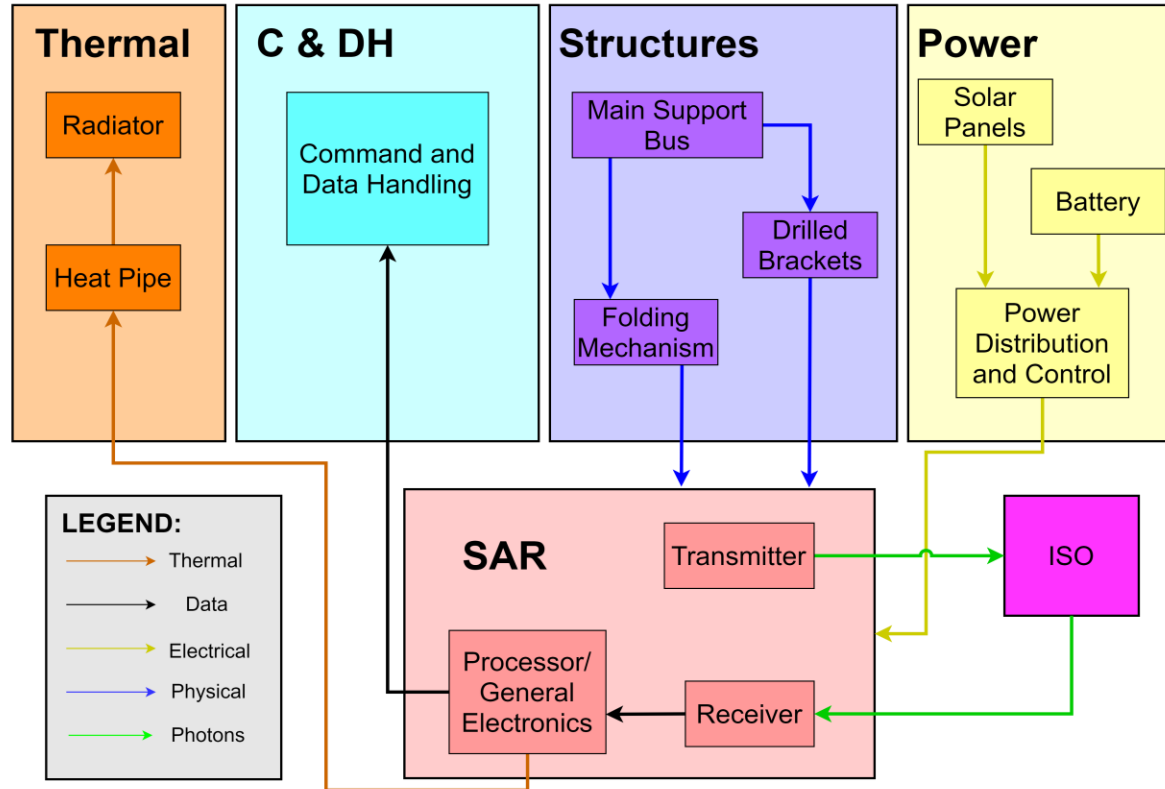 Thermal
Radiator
Heat Pipe
C & DH
Command and
Data Handling
Structures
Main Support
Bus
Drilled
Brackets
Folding
Mechanism
Power
Solar
Panels
Battery
Power
Distribution
and Control
LEGEND:
Thermal
Data
Electrical
Physical
Photons
SAR
Transmitter
Processor/
General
Electronics
Receiver
ISO